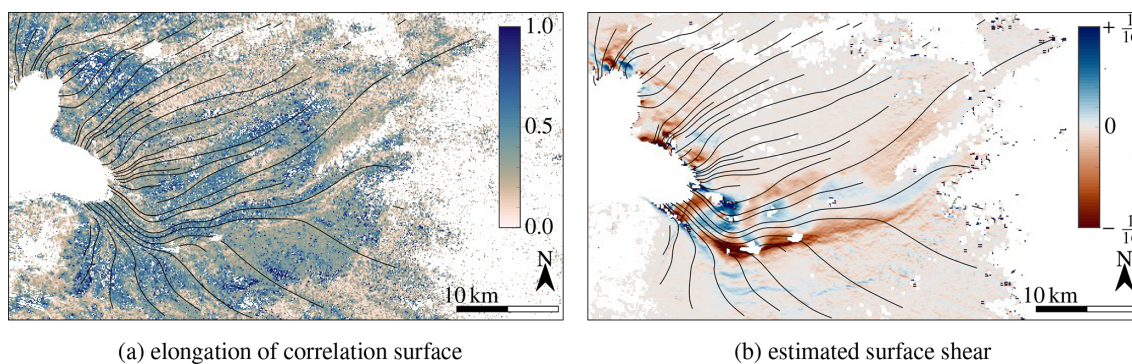 1.0
0.5
0.0
N
10 km
(a) elongation of correlation surface
0
N
10 km
(b) estimated surface shear